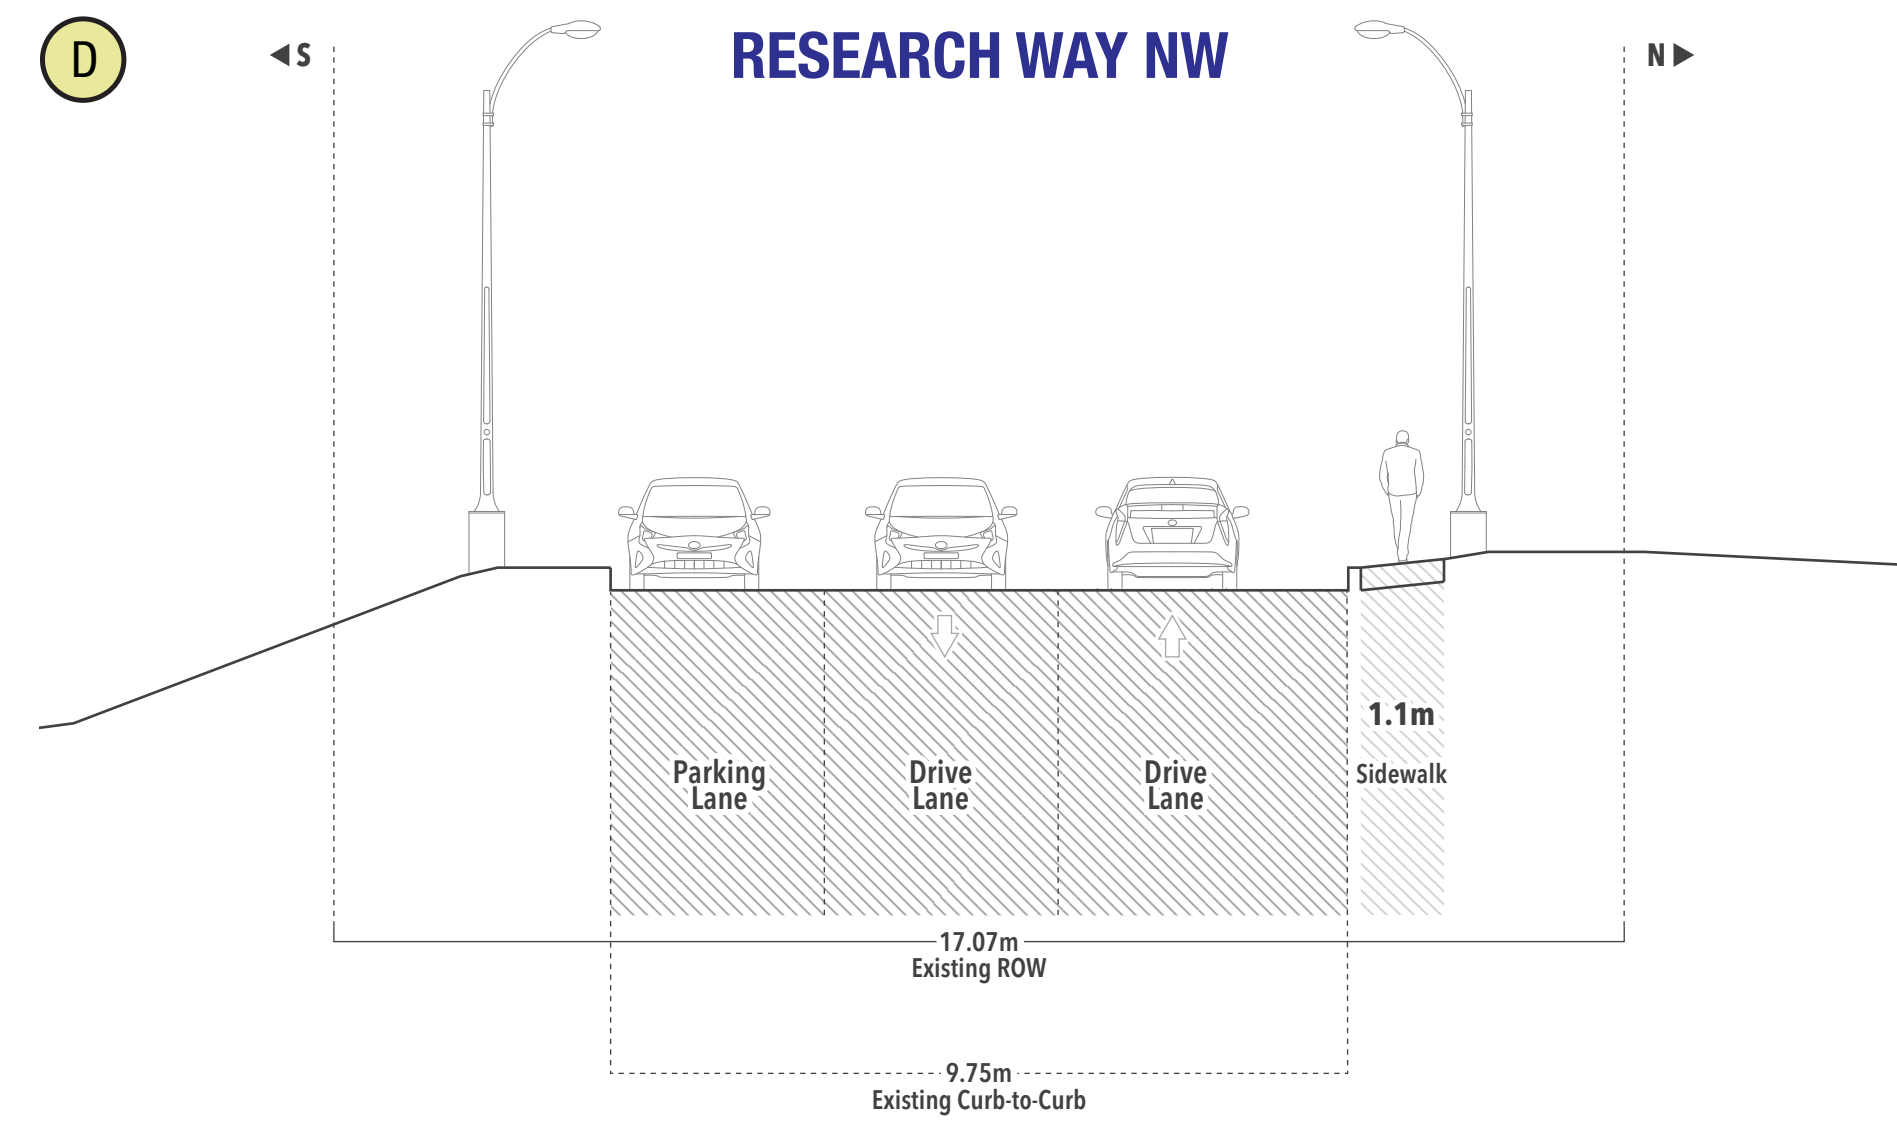 D
S
RESEARCH WAY NW
N
1.1m
Parking
Lane
Drive
Lane
Drive
Lane
Sidewalk
17.07m
Existing ROW
9.75m
Existing Curb-to-Curb